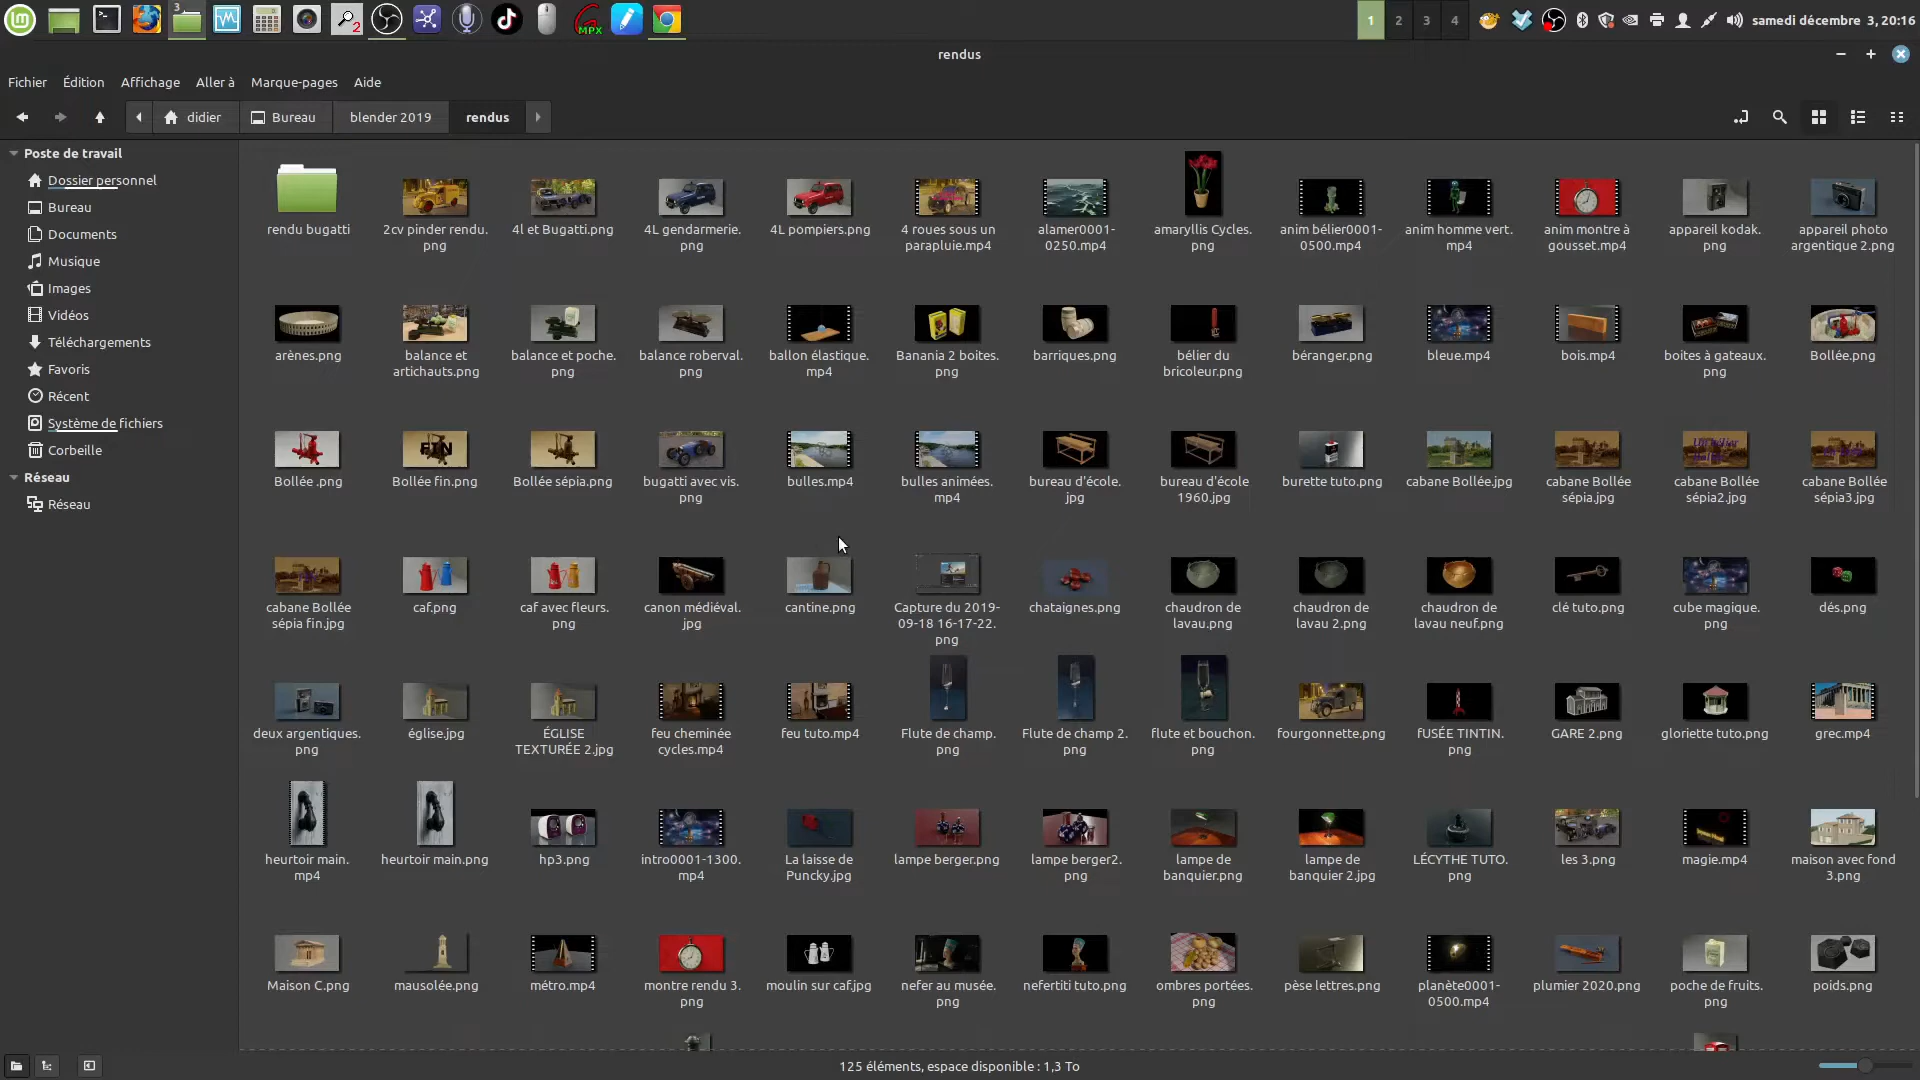 3
2
MPX
1
2
3
4
samedi décembre 3, 20:16
rendus
Fichier
Édition
Affichage
Aller à
Marque-pages
Aide
didier
Bureau
blender 2019
rendus
Poste de travail
Dossier personnel
Bureau
Documents
Musique
Images
Vidéos
Téléchargements
Favoris
Récent
Système de fichiers
Corbeille
Réseau
Réseau
rendu bugatti
2cv pinder rendu.
png
4l et Bugatti.png
4L gendarmerie.
png
4L pompiers.png
4 roues sous un
parapluie.mp4
alamer0001-
0250.mp4
amaryllis Cycles.
png
anim bélier0001-
0500.mp4
anim homme vert.
mp4
anim montre à
gousset.mp4
appareil kodak.
png
appareil photo
argentique 2.png
arènes.png
balance et
artichauts.png
balance et poche.
png
balance roberval.
png
ballon élastique.
mp4
Banania 2 boites.
png
barriques.png
bélier du
bricoleur.png
béranger.png
bleue.mp4
bois.mp4
boites à gateaux.
png
Bollée.png
Bollée .png
FIN
Bollée fin.png
Bollée sépia.png
bugatti avec vis.
png
bulles.mp4
bulles animées.
mp4
bureau d'école.
jpg
bureau d'école
1960.jpg
burette tuto.png
cabane Bollée.jpg
cabane Bollée
sépia.jpg
cabane Bollée
sépia2.jpg
cabane Bollée
sépia3.jpg
cabane Bollée
sépia fin.jpg
caf.png
caf avec fleurs.
png
canon médiéval.
jpg
cantine.png
Capture du 2019-
09-18 16-17-22.
png
chataignes.png
chaudron de
lavau.png
chaudron de
lavau 2.png
chaudron de
lavau neuf.png
clé tuto.png
cube magique.
png
dés.png
deux argentiques.
png
église.jpg
ÉGLISE
TEXTURÉE 2.jpg
feu cheminée
cycles.mp4
feu tuto.mp4
Flute de champ.
png
Flute de champ 2.
png
flute et bouchon.
png
fourgonnette.png
fUSÉE TINTIN.
png
GARE 2.png
gloriette tuto.png
grec.mp4
heurtoir main.
mp4
heurtoir main.png
hp3.png
intro0001-1300.
mp4
La laisse de
Puncky.jpg
lampe berger.png
lampe berger2.
png
lampe de
banquier.png
lampe de
banquier 2.jpg
LÉCYTHE TUTO.
png
les 3.png
magie.mp4
maison avec fond
3.png
Maison C.png
mausolée.png
métro.mp4
montre rendu 3.
png
moulin sur caf.jpg
nefer au musée.
png
nefertiti tuto.png
ombres portées.
png
pèse lettres.png
planète0001-
0500.mp4
plumier 2020.png
poche de fruits.
png
poids.png
125 éléments, espace disponible : 1,3 To